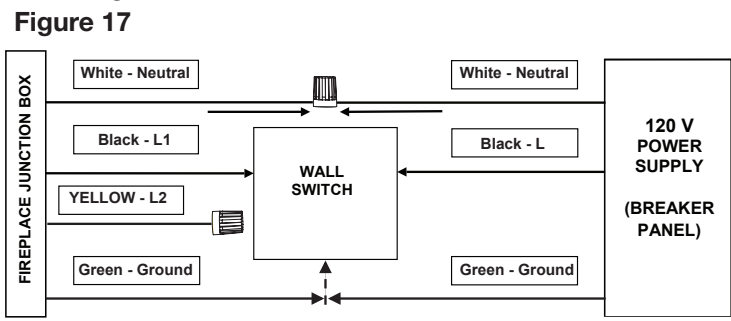 Figure 17
FIREPLACE JUNCTION BOX
White - Neutral
White - Neutral
Black - L1
Black - L
YELLOW - L2
WALL
SWITCH
Green - Ground
Green - Ground
120 V
POWER
SUPPLY
(BREAKER
PANEL)